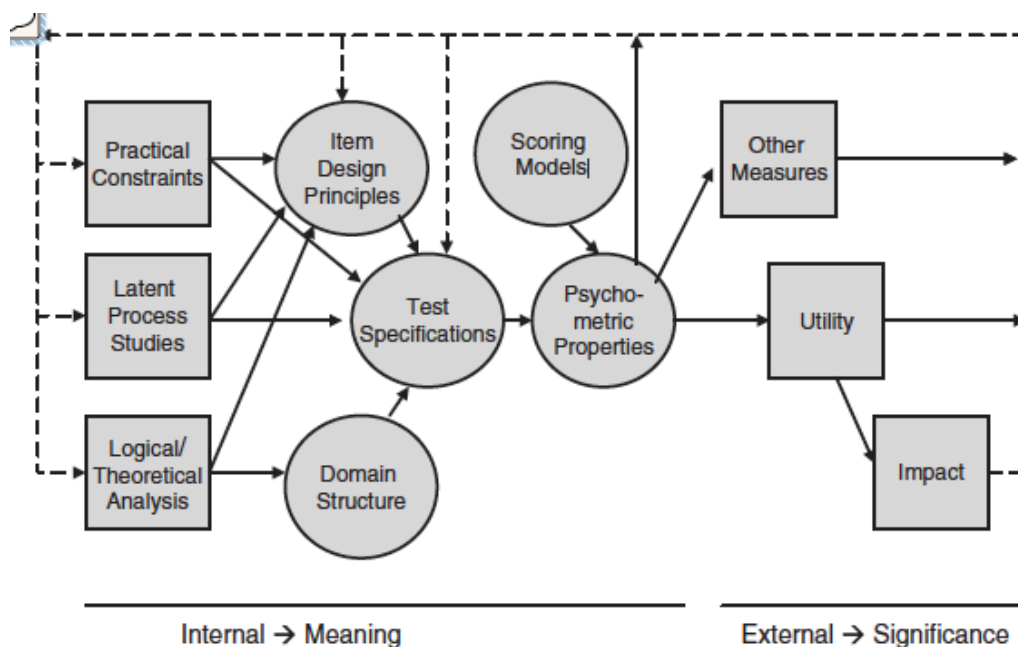 Practical
Constraints
Item
Design
Principles
Scoring
Models
Other
Measures
Latent
Process
Studies
Test
Specifications
Psycho-
metric
Properties
Utility
Logical/
Theoretical
Analysis
Domain
Structure
Impact
Internal → Meaning
External → Significance